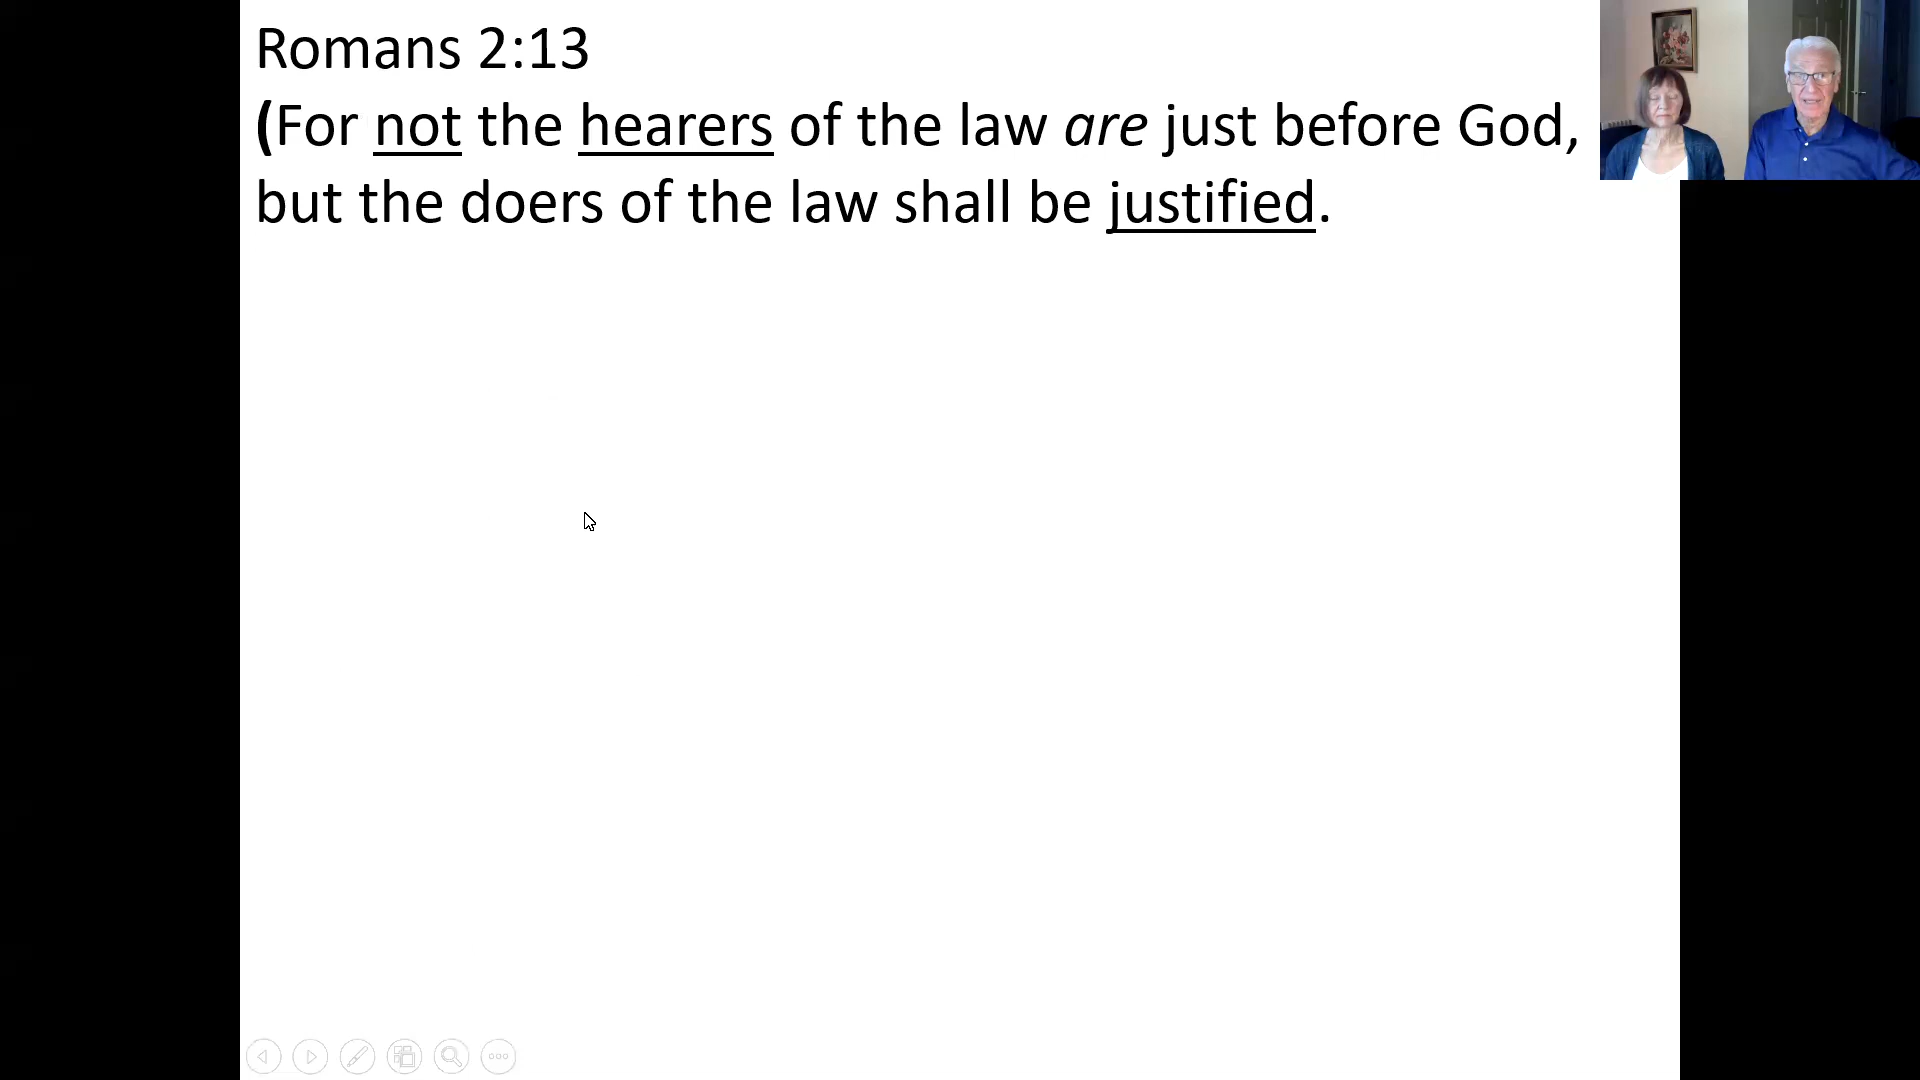 Romans 2:13
(For not the hearers of the law are just before God,
but the doers of the law shall be justified.